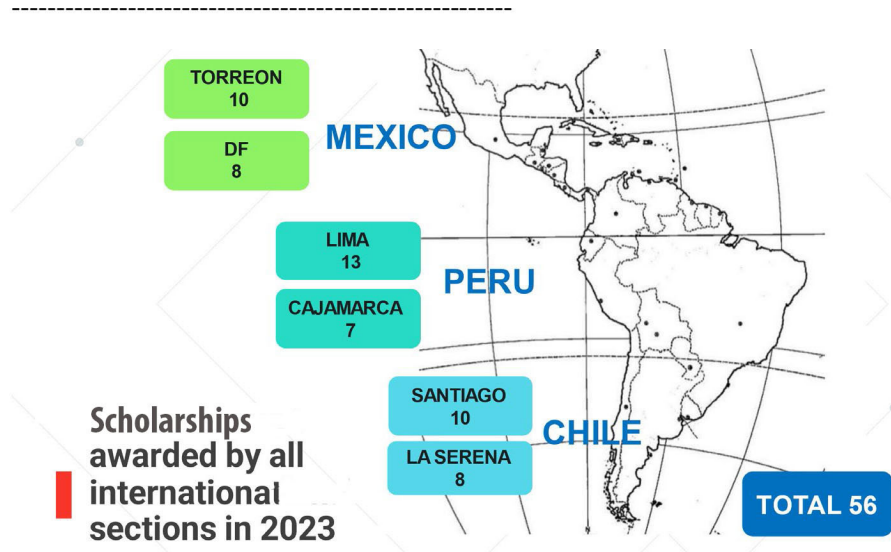 TORREON
10
DF
8
MEXICO
LIMA
13
PERU
CAJAMARCA
7
SANTIAGO
10
CHILE
LA SERENA
8
Scholarships
awarded by all
international
sections in 2023
TOTAL 56